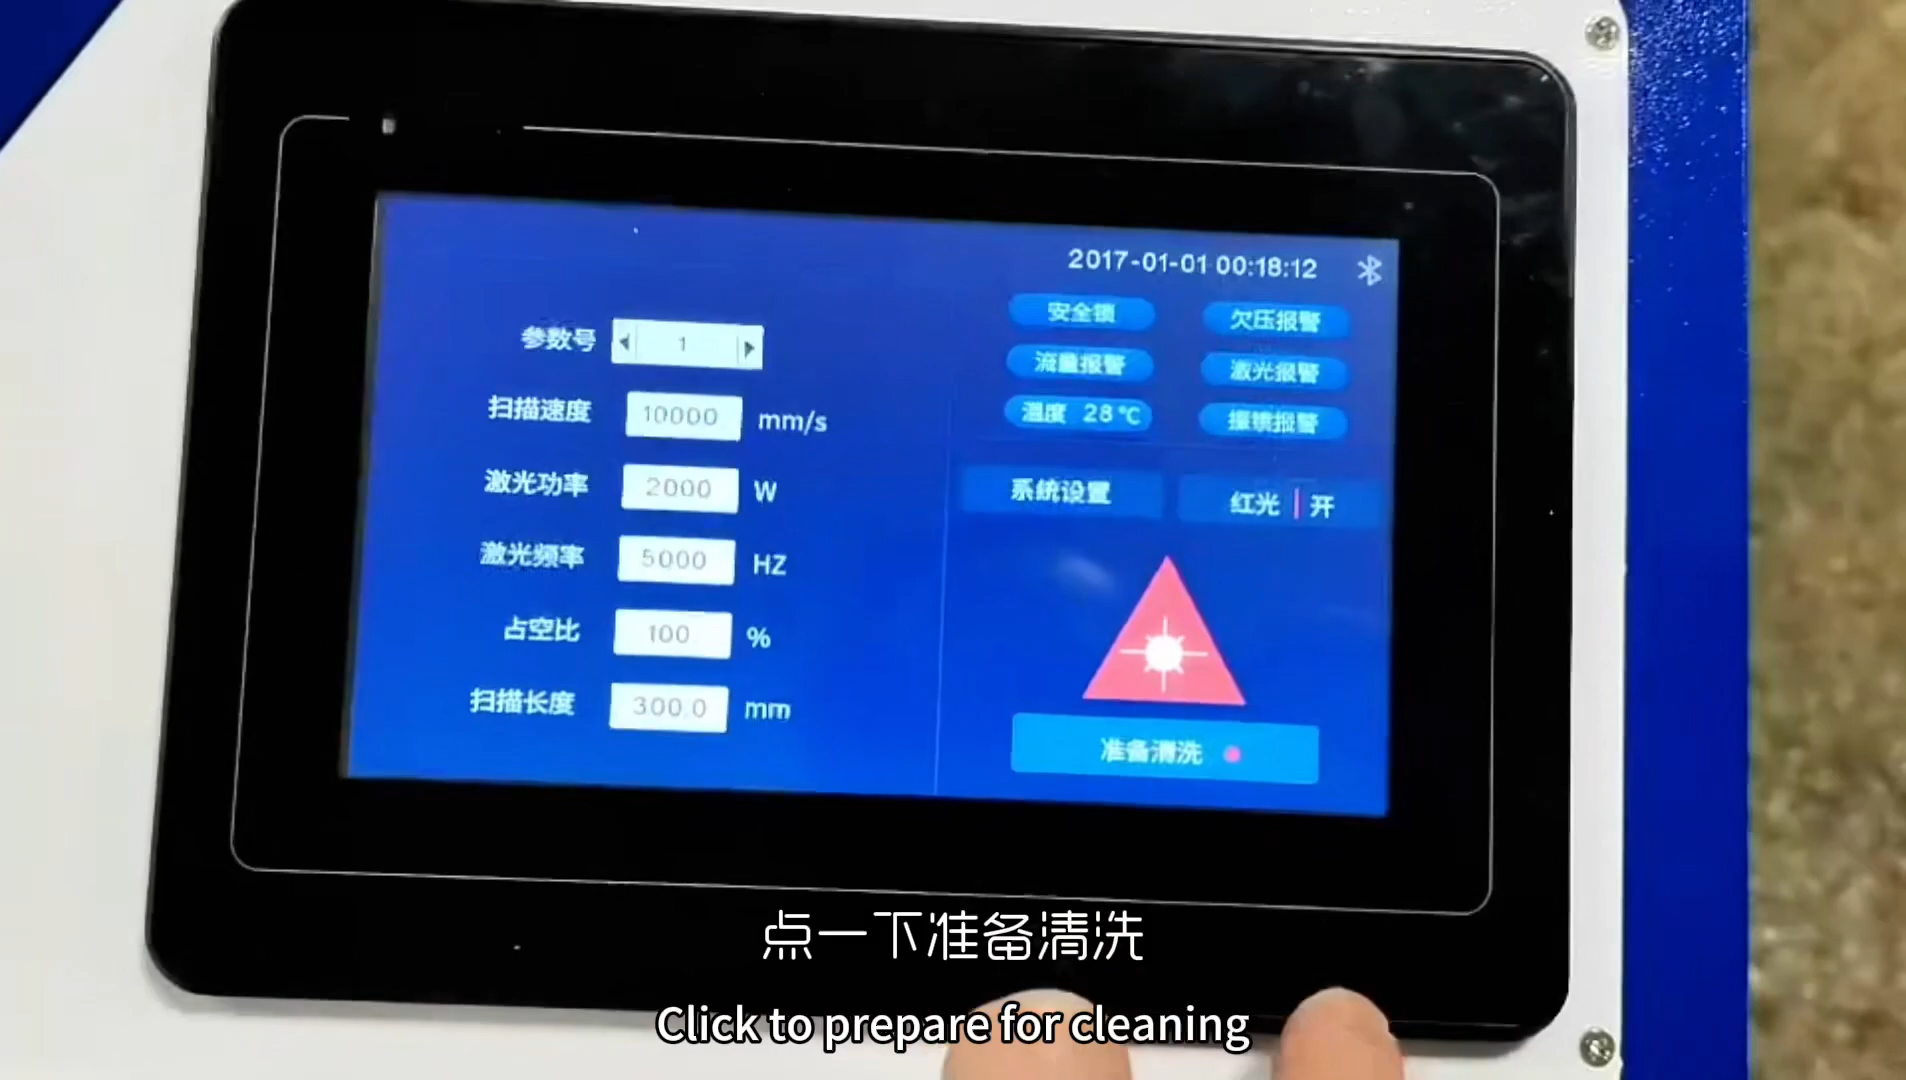 2017-01-01 00:18:12
参数号 1
扫描速度 10000 mm/s
激光功率 2000 W
激光频率 5000 HZ
占空比 100 %
扫描长度 300.0 mm
安全锁 欠压报警
流量报警 激光报警
温度 28℃ 振镜报警
系统设置 红光 开
准备清洗
点一下准备清洗
Click to prepare for cleaning